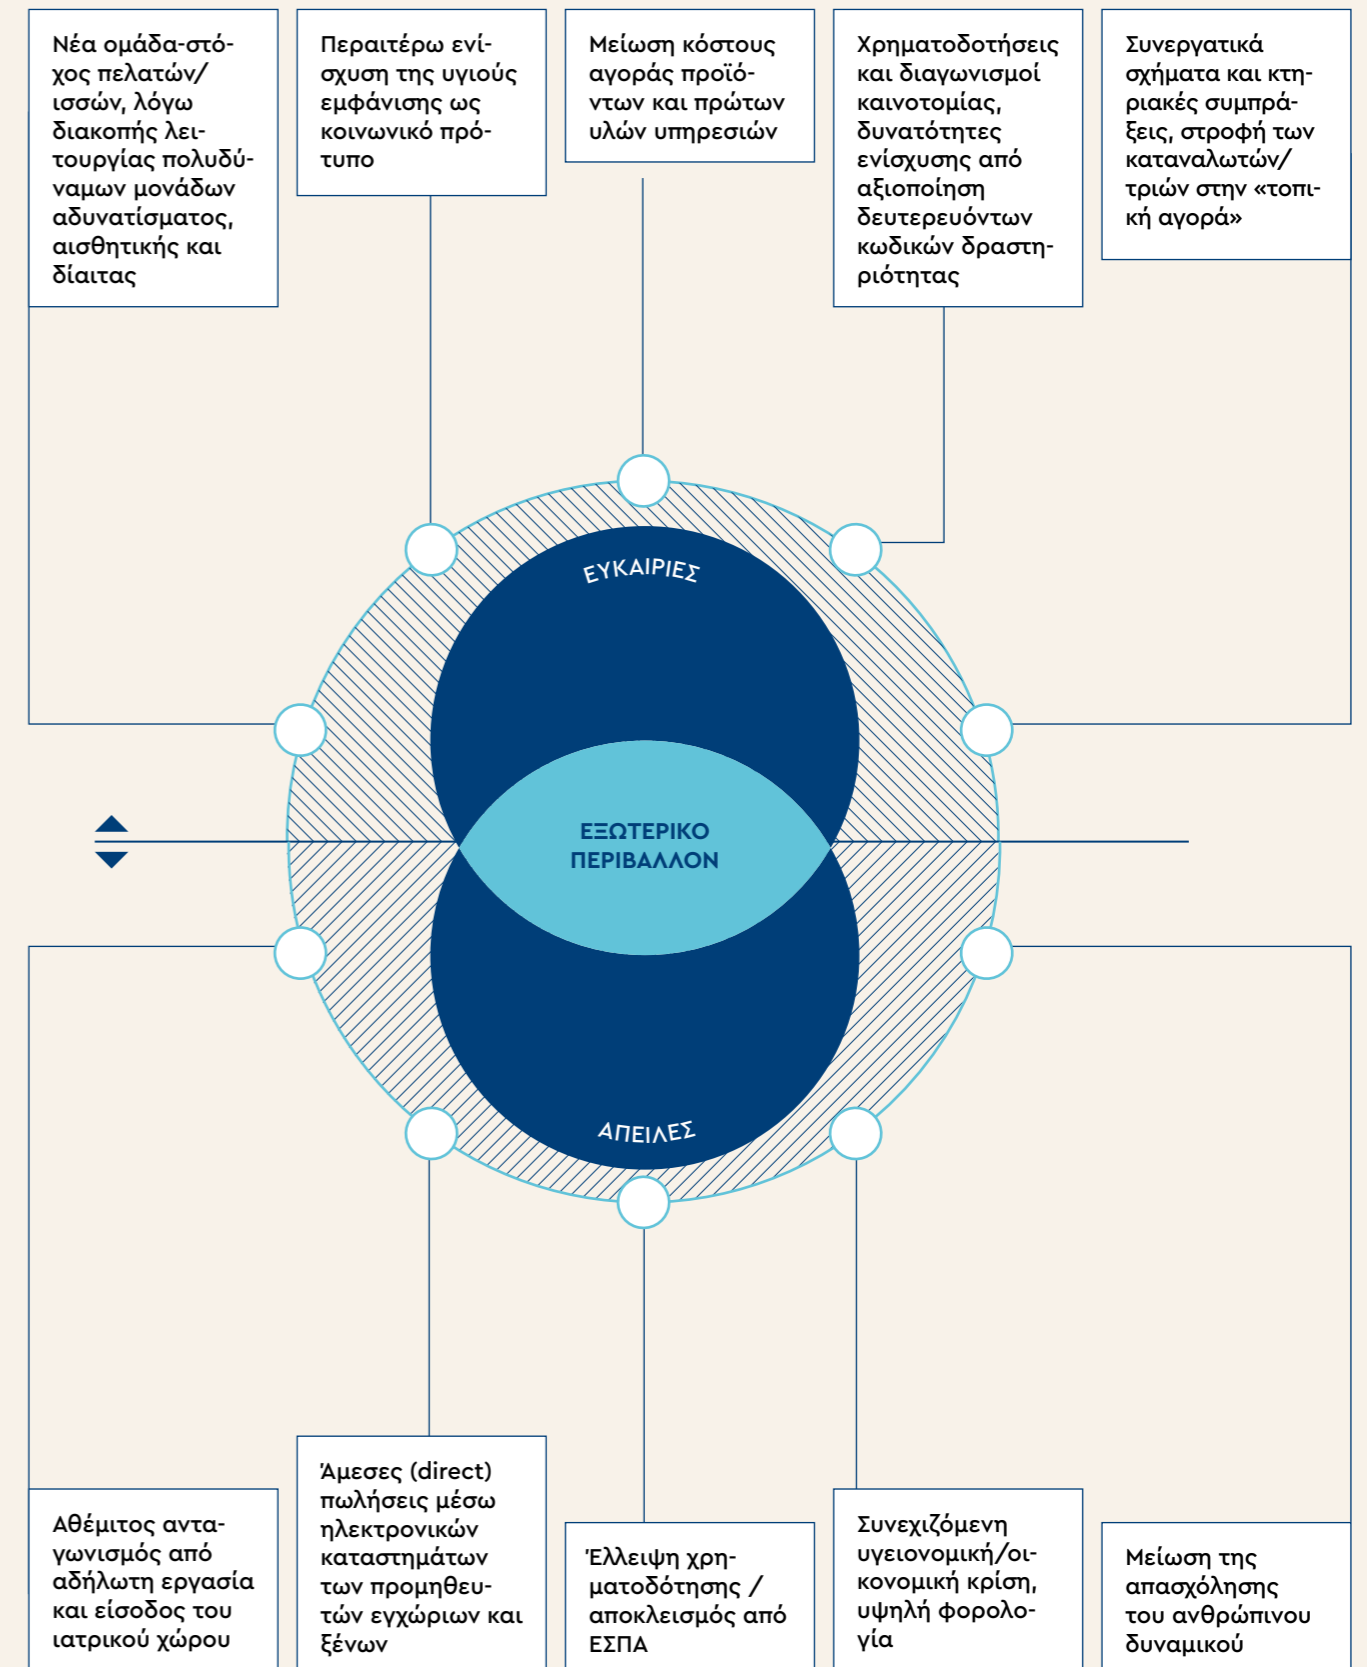 Νέα ομάδα-στό-
χος πελατών/
ισσών, λόγω
διακοπής λει-
τουργίας πολυδύ-
ναμων μονάδων
αδυνατίσματος,
αισθητικής και
δίαιτας
Περαιτέρω ενί-
σχυση της υγιούς
εμφάνισης ως
κοινωνικό πρό-
τυπο
Μείωση κόστους
αγοράς προϊό-
ντων και πρώτων
υλών υπηρεσιών
Χρηματοδοτήσεις
και διαγωνισμοί
καινοτομίας,
δυνατότητες
ενίσχυσης από
αξιοποίηση
δευτερευόντων
κωδικών δραστη-
ριότητας
Συνεργατικά
σχήματα και κτη-
ριακές συμπρά-
ξεις, στροφή των
καταναλωτών/
τριών στην «τοπι-
κή αγορά»
ΕΥΚΑΙΡΙΕΣ
ΕΞΩΤΕΡΙΚΟ
ΠΕΡΙΒΑΛΛΟΝ
ΑΠΕΙΛΕΣ
Αθέμιτος αντα-
γωνισμός από
αδήλωτη εργασία
και είσοδος του
ιατρικού χώρου
Άμεσες (direct)
πωλήσεις μέσω
ηλεκτρονικών
καταστημάτων
των προμηθευ-
τών εγχώριων και
ξένων
Έλλειψη χρη-
ματοδότησης /
αποκλεισμός από
ΕΣΠΑ
Συνεχιζόμενη
υγειονομική/οι-
κονομική κρίση,
υψηλή φορολο-
γία
Μείωση της
απασχόλησης
του ανθρώπινου
δυναμικού